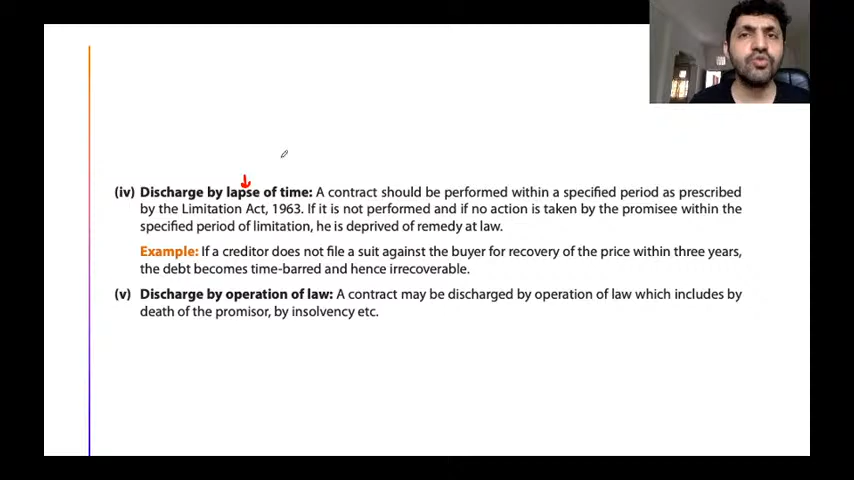 (iv) Discharge by lapse of time: A contract should be performed within a specified period as prescribed
by the Limitation Act, 1963. If it is not performed and if no action is taken by the promisee within the
specified period of limitation, he is deprived of remedy at law.
Example: If a creditor does not file a suit against the buyer for recovery of the price within three years,
the debt becomes time-barred and hence irrecoverable.
(v) Discharge by operation of law: A contract may be discharged by operation of law which includes by
death of the promisor, by insolvency etc.